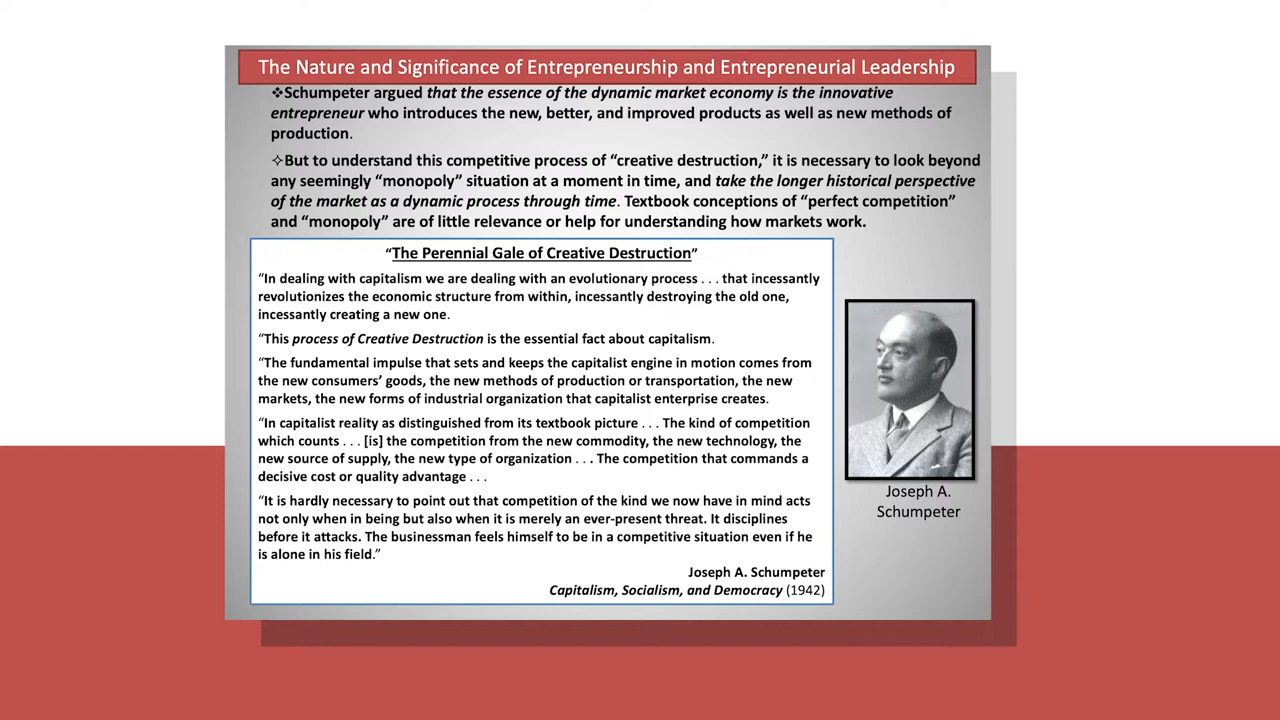 The Nature and Significance of Entrepreneurship and Entrepreneurial Leadership
❖Schumpeter argued that the essence of the dynamic market economy is the innovative
entrepreneur who introduces the new, better, and improved products as well as new methods of
production.
✧But to understand this competitive process of “creative destruction,” it is necessary to look beyond
any seemingly “monopoly” situation at a moment in time, and take the longer historical perspective
of the market as a dynamic process through time. Textbook conceptions of “perfect competition”
and “monopoly” are of little relevance or help for understanding how markets work.
“The Perennial Gale of Creative Destruction”
“In dealing with capitalism we are dealing with an evolutionary process . . . that incessantly
revolutionizes the economic structure from within, incessantly destroying the old one,
incessantly creating a new one.
“This process of Creative Destruction is the essential fact about capitalism.
“The fundamental impulse that sets and keeps the capitalist engine in motion comes from
the new consumers’ goods, the new methods of production or transportation, the new
markets, the new forms of industrial organization that capitalist enterprise creates.
“In capitalist reality as distinguished from its textbook picture . . . The kind of competition
which counts . . . [is] the competition from the new commodity, the new technology, the
new source of supply, the new type of organization . . . The competition that commands a
decisive cost or quality advantage . . .
“It is hardly necessary to point out that competition of the kind we now have in mind acts
not only when in being but also when it is merely an ever-present threat. It disciplines
before it attacks. The businessman feels himself to be in a competitive situation even if he
is alone in his field.”
Joseph A. Schumpeter
Capitalism, Socialism, and Democracy (1942)
Joseph A.
Schumpeter